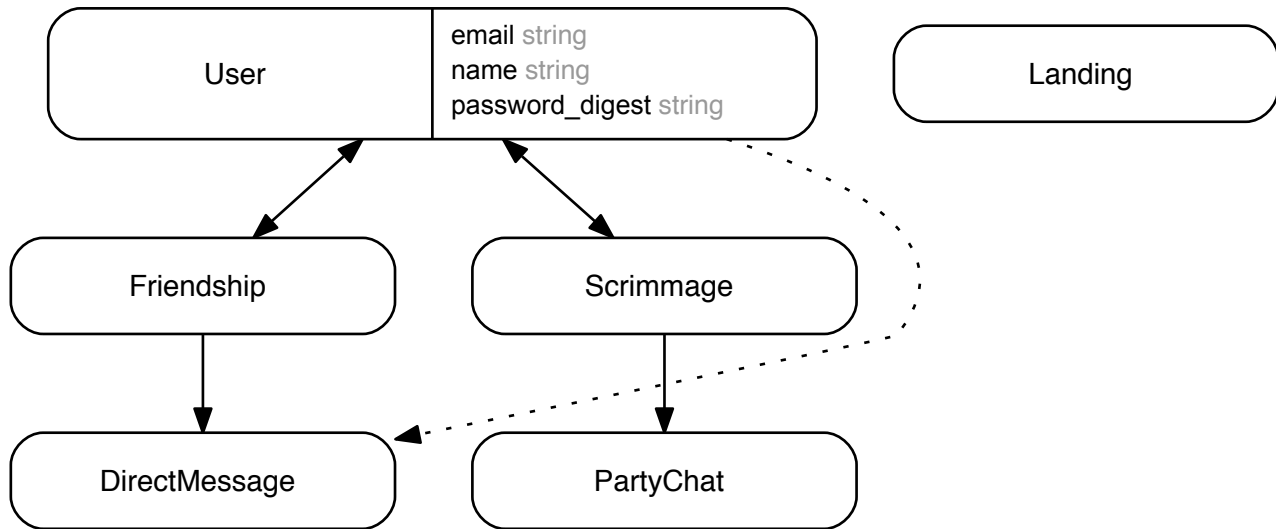 User
email string
name string
password_digest string
Landing
Friendship
Scrimmage
DirectMessage
PartyChat